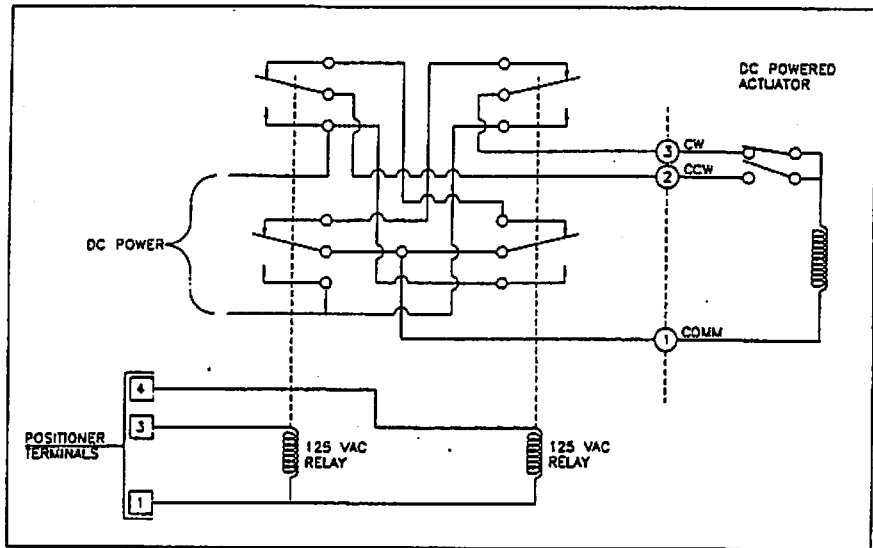 DC POWERED
ACTUATOR
3 CW
2 CCW
DC POWER
1 COMM
4
3
POSITIONER
TERMINALS
125 VAC
RELAY
125 VAC
RELAY
1